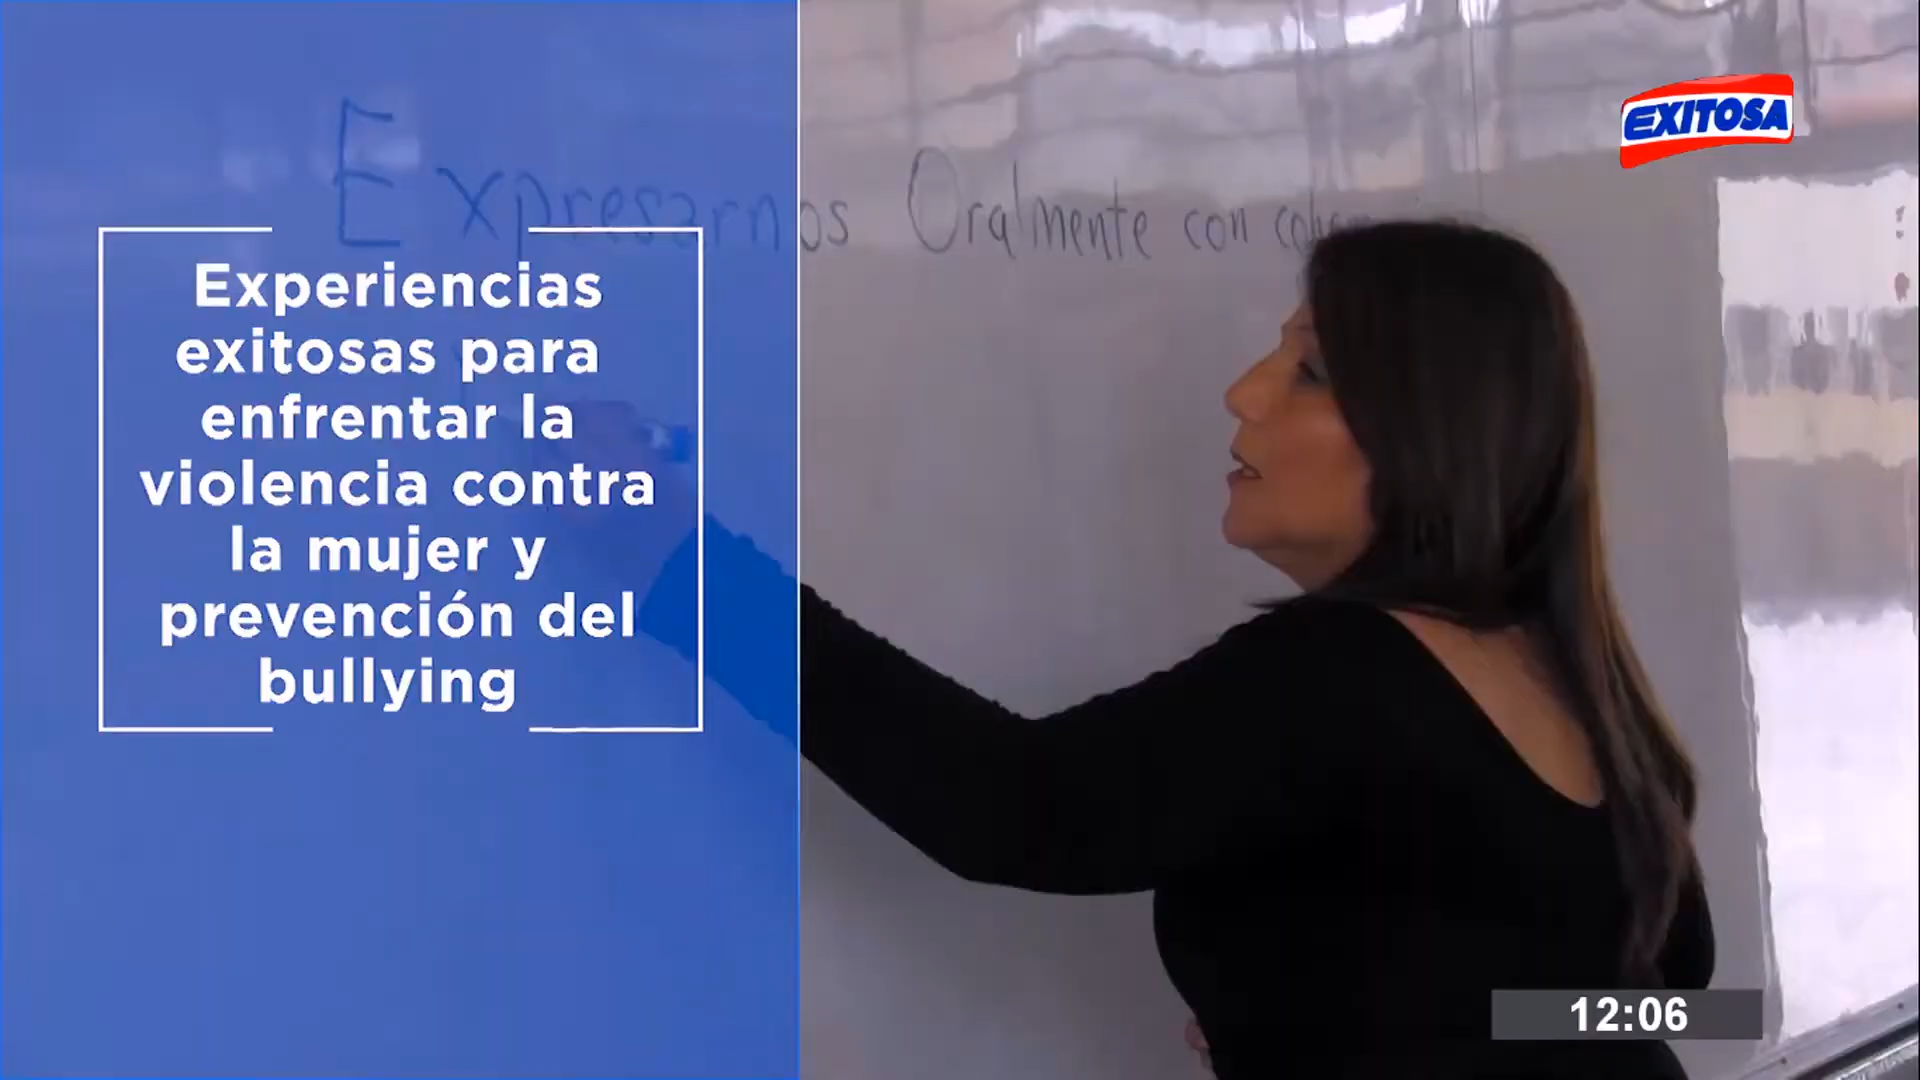 EXITOSA
Expresarnos Oralmente con
Experiencias
exitosas para
enfrentar la
violencia contra
la mujer y
prevención del
bullying
12:06